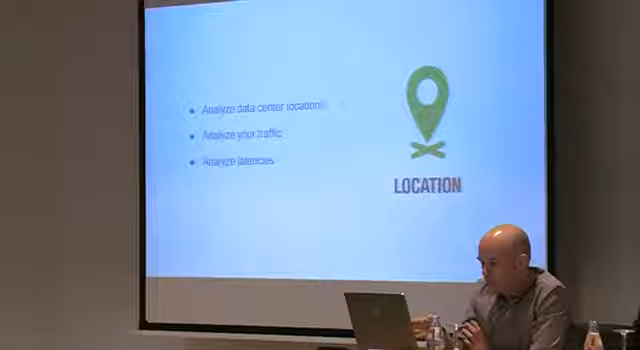 Analyze data center locations
Analyze your traffic
Analyze latencies
LOCATION